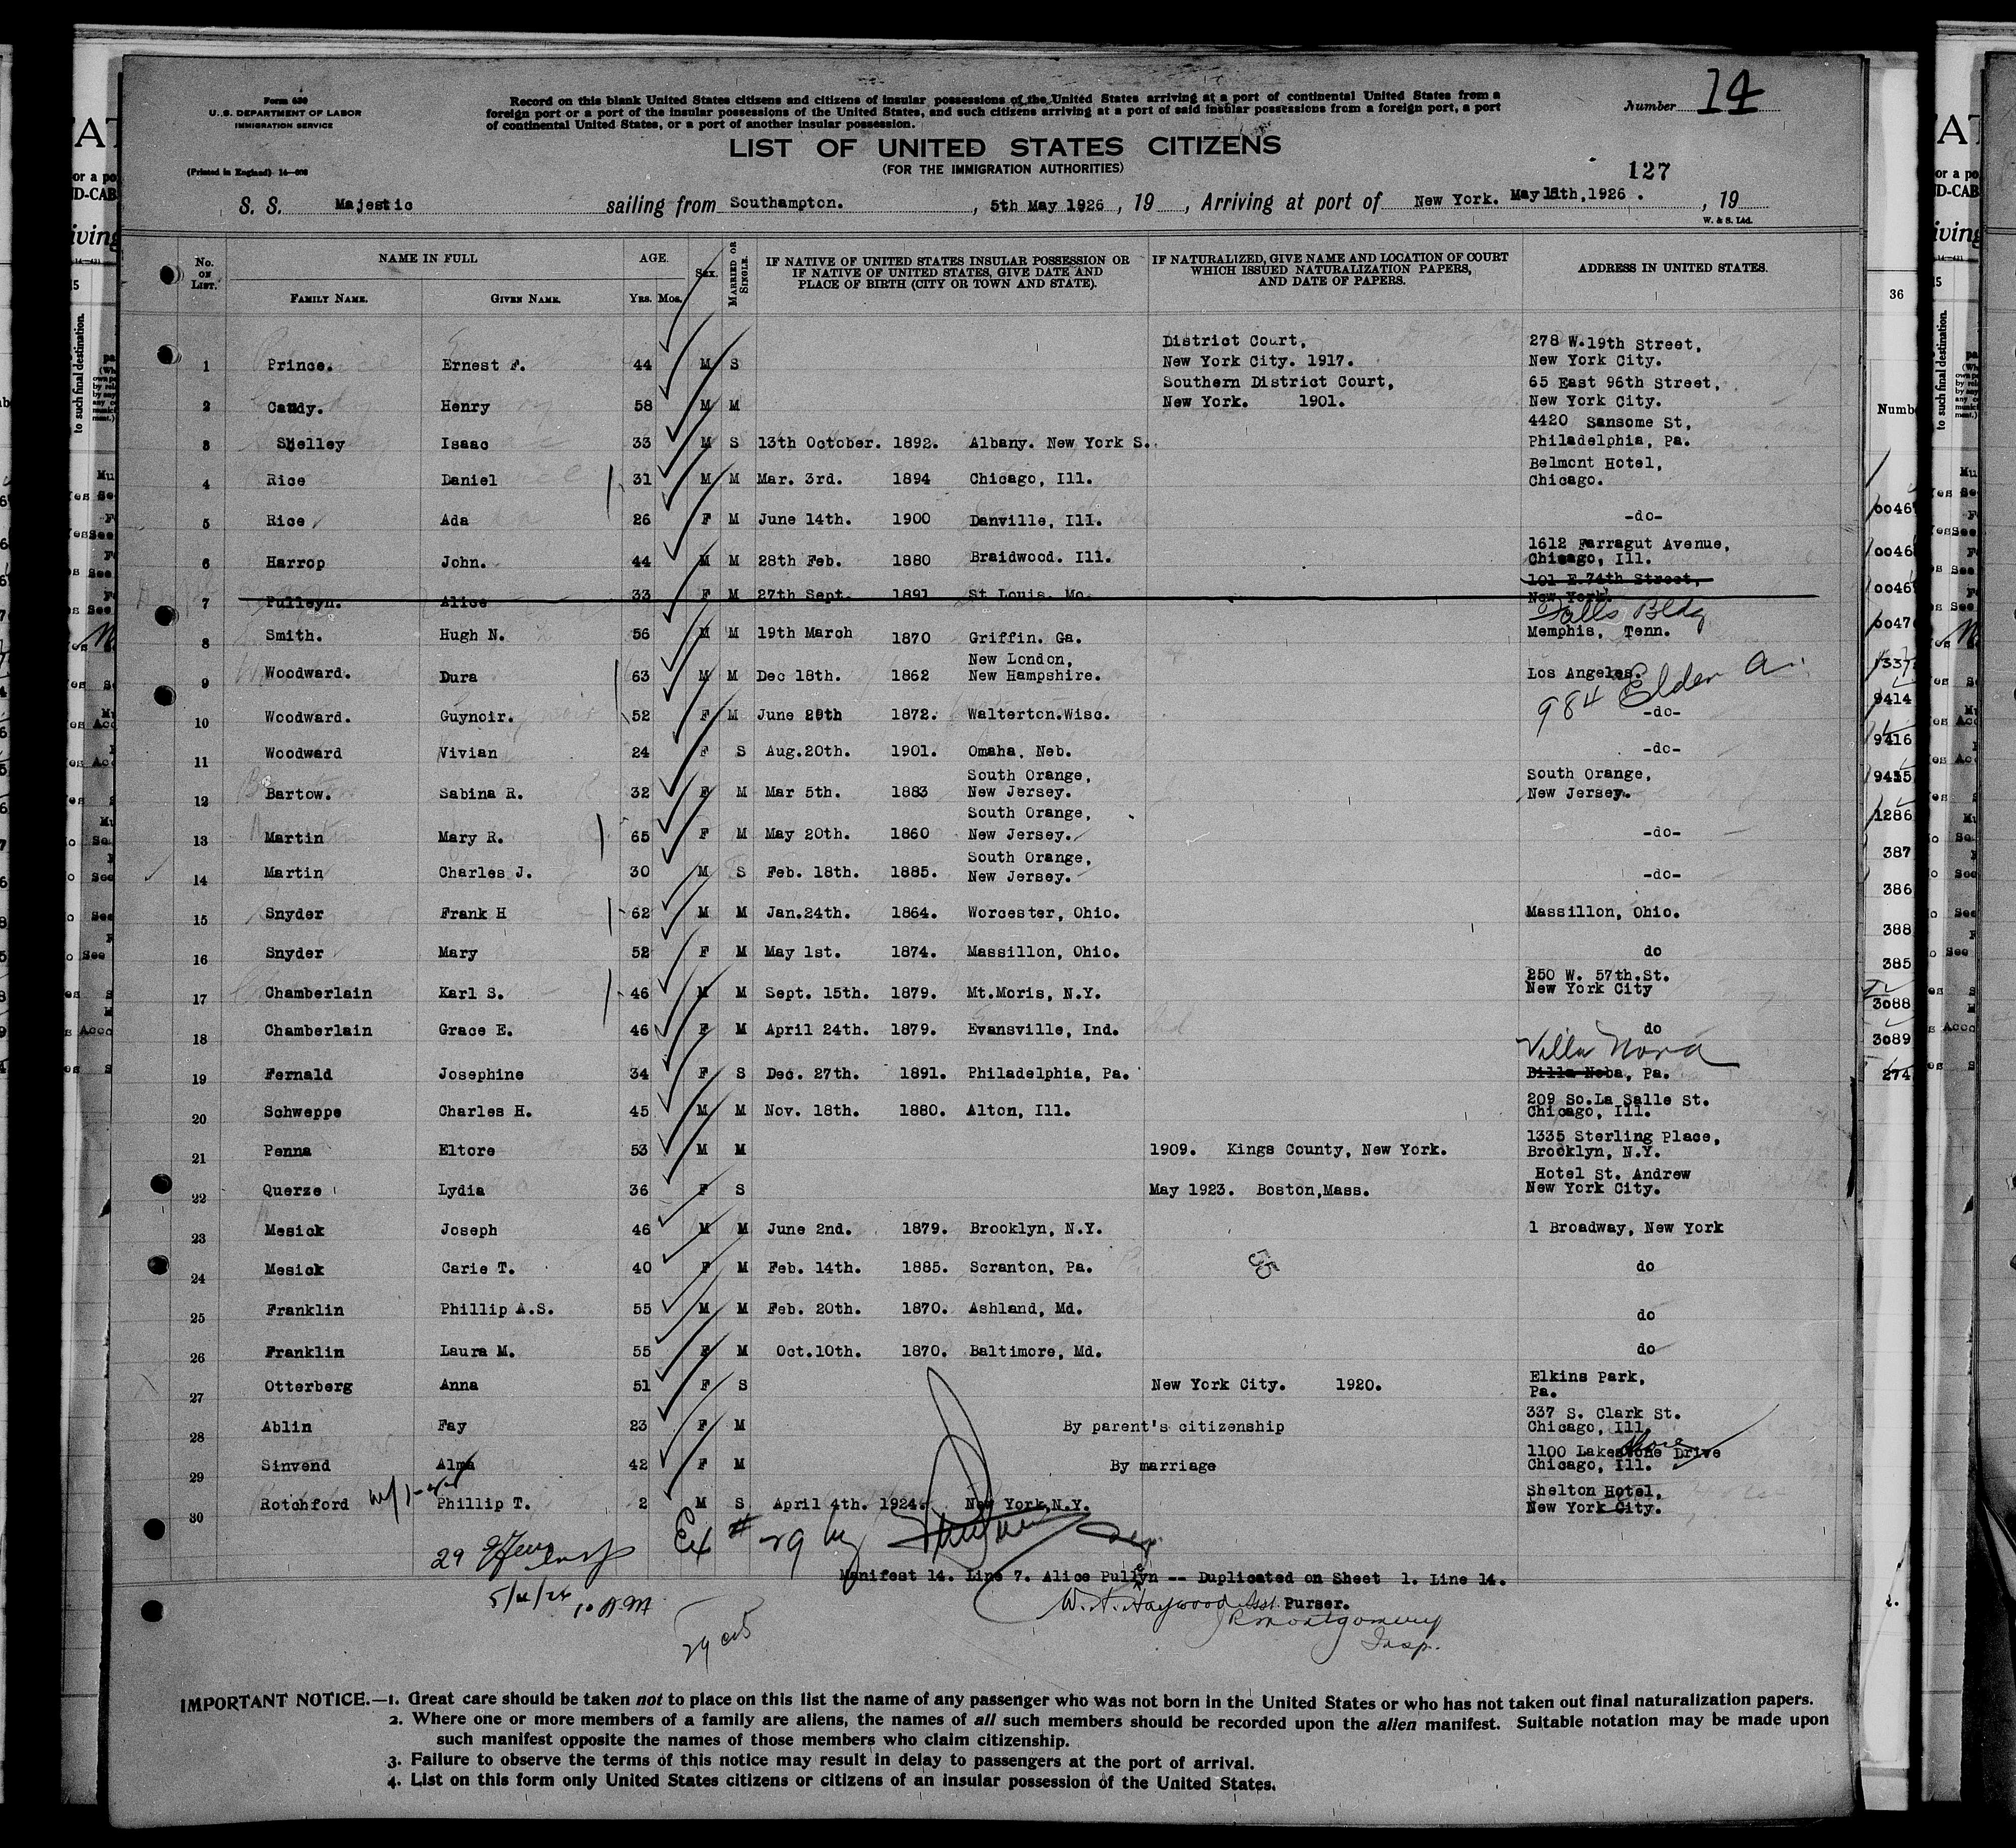 Form 630
U. S. DEPARTMENT OF LABOR
IMMIGRATION SERVICE
(Printed in England) 14—608
Record on this blank United States citizens and citizens of insular possessions of the United States arriving at a port of continental United States from a
foreign port or a port of the insular possessions of the United States, and such citizens arriving at a port of said insular possessions from a foreign port, a port
of continental United States, or a port of another insular possession.
Number 14
LIST OF UNITED STATES CITIZENS
(FOR THE IMMIGRATION AUTHORITIES)
127
S. S. Majestic sailing from Southampton. , 5th May 1926 , 19 , Arriving at port of New York. May 11th,1926 . , 19
W. & S. Ltd.
No. ON LIST. NAME IN FULL FAMILY NAME. GIVEN NAME. AGE. YRS. MOS. SEX. MARRIED OR SINGLE. IF NATIVE OF UNITED STATES INSULAR POSSESSION OR IF NATIVE OF UNITED STATES, GIVE DATE AND PLACE OF BIRTH (CITY OR TOWN AND STATE). IF NATURALIZED, GIVE NAME AND LOCATION OF COURT WHICH ISSUED NATURALIZATION PAPERS, AND DATE OF PAPERS. ADDRESS IN UNITED STATES.
1 Prince. Ernest F. 44 M S District Court, New York City. 1917. 278 W.19th Street, New York City.
2 Caudy. Henry 58 M M Southern District Court, New York. 1901. 65 East 96th Street, New York City.
3 Shelley Isaac 33 M S 13th October. 1892. Albany. New York S. 4420 Sansome St, Philadelphia, Pa.
4 Rice Daniel 31 M M Mar. 3rd. 1894 Chicago, Ill. Belmont Hotel, Chicago.
5 Rice Ada 26 F M June 14th. 1900 Danville, Ill. -do-
6 Harrop John. 44 M M 28th Feb. 1880 Braidwood. Ill. 1612 Farragut Avenue, Chicago, Ill.
7 Pulleyn. Alice 33 F M 27th Sept. 1891 St Louis. Mo. 101 E.74th Street, New York.
8 Smith. Hugh N. 56 M M 19th March 1870 Griffin. Ga. Falls Bldg Memphis, Tenn.
9 Woodward. Dura 63 M M Dec 18th. 1862 New London, New Hampshire. Los Angeles. 984 Elden A
10 Woodward. Guynoir. 52 F M June 29th 1872. Walterton.Wisc. -do-
11 Woodward Vivian 24 F S Aug.20th. 1901. Omaha, Neb. -do-
12 Bartow. Sabina R. 32 F M Mar 5th. 1883 South Orange, New Jersey. South Orange, New Jersey.
13 Martin Mary R. 65 F M May 20th. 1860 South Orange, New Jersey. -do-
14 Martin Charles J. 30 M S Feb. 18th. 1885. South Orange, New Jersey. -do-
15 Snyder Frank H 62 M M Jan.24th. 1864. Worcester, Ohio. Massillon, Ohio.
16 Snyder Mary 52 F M May 1st. 1874. Massillon, Ohio. do
17 Chamberlain Karl S. 46 M M Sept. 15th. 1879. Mt.Moris, N.Y. 250 W. 57th.St. New York City
18 Chamberlain Grace E. 46 F M April 24th. 1879. Evansville, Ind. do
19 Fernald Josephine 34 F S Dec. 27th. 1891. Philadelphia, Pa. Villa Nova Billa Noba, Pa.
20 Schweppe Charles H. 45 M M Nov. 18th. 1880. Alton, Ill. 209 So.La Salle St. Chicago, Ill.
21 Penna Eltore 53 M M 1909. Kings County, New York. 1335 Sterling Place, Brooklyn, N.Y.
22 Querze Lydia 36 F S May 1923. Boston,Mass. Hotel St. Andrew New York City.
23 Mesick Joseph 46 M M June 2nd. 1879. Brooklyn, N.Y. 1 Broadway, New York
24 Mesick Carie T. 40 F M Feb. 14th. 1885. Scranton, Pa. 55 do
25 Franklin Phillip A.S. 55 M M Feb. 20th. 1870. Ashland, Md. do
26 Franklin Laura M. 55 F M Oct.10th. 1870. Baltimore, Md. do
27 Otterberg Anna 51 F S New York City. 1920. Elkins Park, Pa.
28 Ablin Fay 23 F M By parent's citizenship 337 S. Clark St. Chicago, Ill.
29 Sinvend Alma 42 F M By marriage 1100 Lakestone Drive Shore Chicago, Ill.
30 Rotchford Phillip T. 2 M S April 4th. 1924. New York,N.Y. Shelton Hotel, New York City.
Ex # 29 by
29
5/11/26 10 A.M
Manifest 14. Line 7. Alice Pulleyn -- Duplicated on Sheet 1. Line 14.
W. A. Haywood Asst. Purser.
R Montgomery
Insp.
IMPORTANT NOTICE.—1. Great care should be taken not to place on this list the name of any passenger who was not born in the United States or who has not taken out final naturalization papers.
2. Where one or more members of a family are aliens, the names of all such members should be recorded upon the alien manifest. Suitable notation may be made upon
such manifest opposite the names of those members who claim citizenship.
3. Failure to observe the terms of this notice may result in delay to passengers at the port of arrival.
4. List on this form only United States citizens or citizens of an insular possession of the United States.